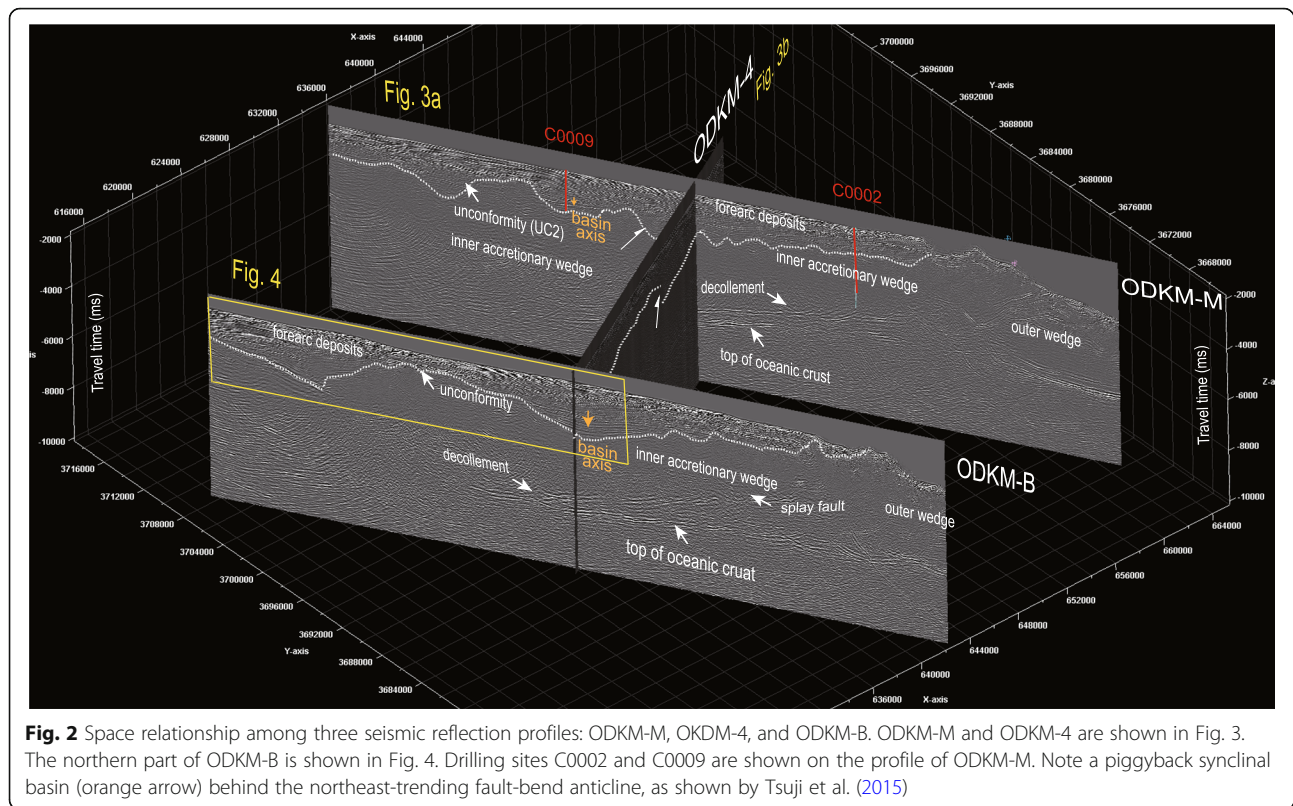 X-axis
644000
640000
636000
632000
628000
624000
620000
616000
Fig. 3a
ODKM-4
Fig. 3b
3700000
3696000
Y-axis
3692000
3688000
3684000
3680000
3676000
3672000
3668000
C0009
C0002
-2000
-4000
-6000
-8000
-10000
Travel time (ms)
is
unconformity (UC2)
basin
axis
inner accretionary wedge
forearc deposits
inner accretionary wedge
decollement
top of oceanic crust
outer wedge
ODKM-M
-2000
-4000
-6000
-8000
-10000
Z-a
Travel time (ms)
Fig. 4
forearc deposits
unconformity
basin
axis
inner accretionary wedge
decollement
splay fault
outer wedge
top of oceanic cruat
ODKM-B
3716000
3712000
3708000
3704000
3700000
3696000
3692000
Y-axis
3688000
3684000
664000
660000
656000
652000
648000
644000
640000
X-axis
636000
Fig. 2 Space relationship among three seismic reflection profiles: ODKM-M, OKDM-4, and ODKM-B. ODKM-M and ODKM-4 are shown in Fig. 3.
The northern part of ODKM-B is shown in Fig. 4. Drilling sites C0002 and C0009 are shown on the profile of ODKM-M. Note a piggyback synclinal
basin (orange arrow) behind the northeast-trending fault-bend anticline, as shown by Tsuji et al. (2015)